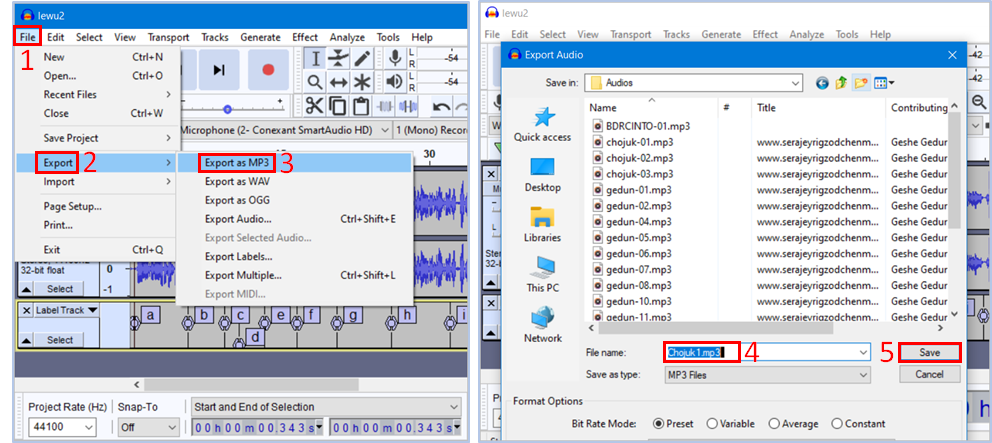 lewu2
File Edit Select View Transport Tracks Generate Effect Analyze Tools Help
1
New Ctrl+N
Open... Ctrl+O
Recent Files
Close Ctrl+W
Save Project
Export 2
Import
Page Setup...
Print...
Exit Ctrl+Q
Export as MP3 3
Export as WAV
Export as OGG
Export Audio... Ctrl+Shift+E
Export Selected Audio...
Export Labels...
Export Multiple... Ctrl+Shift+L
Export MIDI...
L
R
-54
L
R
-54
Microphone (2- Conexant SmartAudio HD) 1 (Mono) Recor
30
32-bit float
Select
0
-1
Label Track
Select
a b c d e f g h i
Project Rate (Hz) Snap-To Start and End of Selection
44100 Off 00h00m00.343s 00h00m00.343s
lewu2
File Edit Select View Transport Tracks Generate Effect Analyze Tools Help
Export Audio
Save in: Audios
Quick access
Desktop
Libraries
This PC
Network
Name # Title Contributing
BDRCINTO-01.mp3
chojuk-01.mp3 www.serajeyrigzodchenm... Geshe Gedur
chojuk-02.mp3 www.serajeyrigzodchenm... Geshe Gedur
chojuk-03.mp3 www.serajeyrigzodchenm... Geshe Gedur
gedun-01.mp3 www.serajeyrigzodchenm... Geshe Gedur
gedun-02.mp3 www.serajeyrigzodchenm... Geshe Gedur
gedun-04.mp3 www.serajeyrigzodchenm... Geshe Gedur
gedun-05.mp3 www.serajeyrigzodchenm... Geshe Gedur
gedun-06.mp3 www.serajeyrigzodchenm... Geshe Gedur
gedun-07.mp3 www.serajeyrigzodchenm... Geshe Gedur
gedun-08.mp3 www.serajeyrigzodchenm... Geshe Gedur
gedun-10.mp3 www.serajeyrigzodchenm... Geshe Gedur
gedun-11.mp3 www.serajeyrigzodchenm... Geshe Gedur
File name: Chojuk1.mp3 4 5 Save
Save as type: MP3 Files Cancel
Format Options
Bit Rate Mode: Preset Variable Average Constant
-42
-42